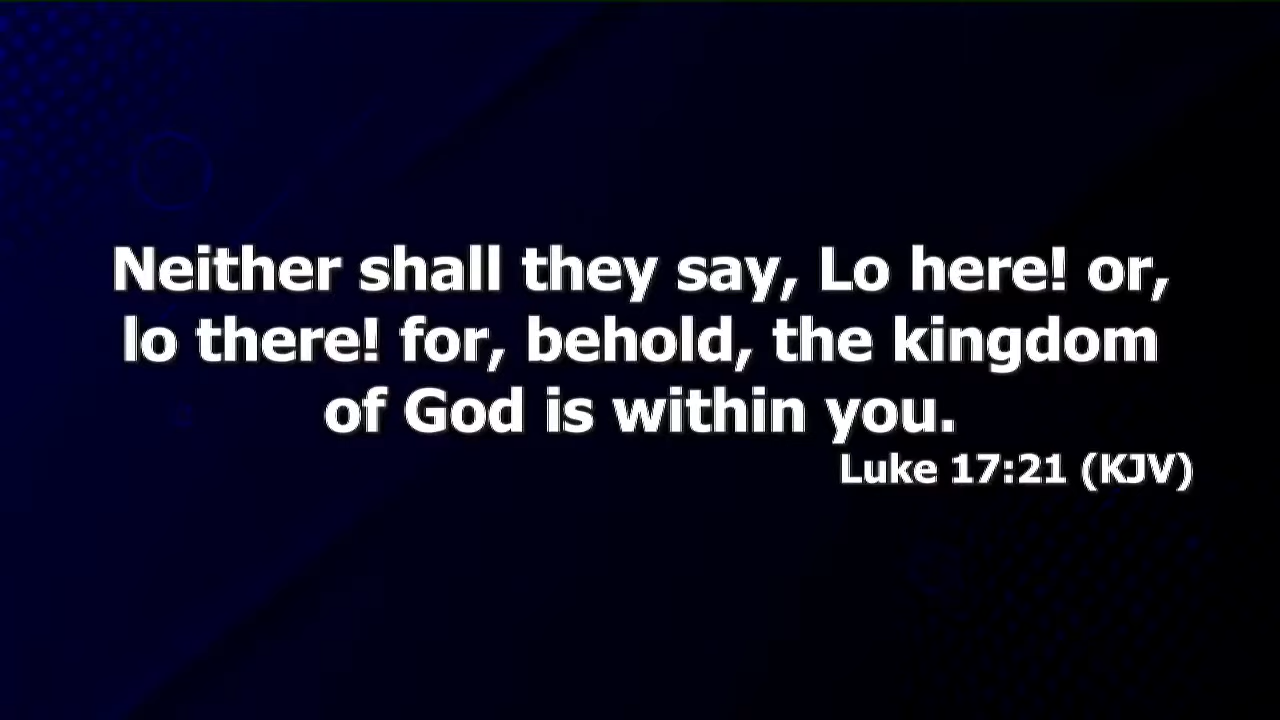 Neither shall they say, Lo here! or,
lo there! for, behold, the kingdom
of God is within you.
Luke 17:21 (KJV)